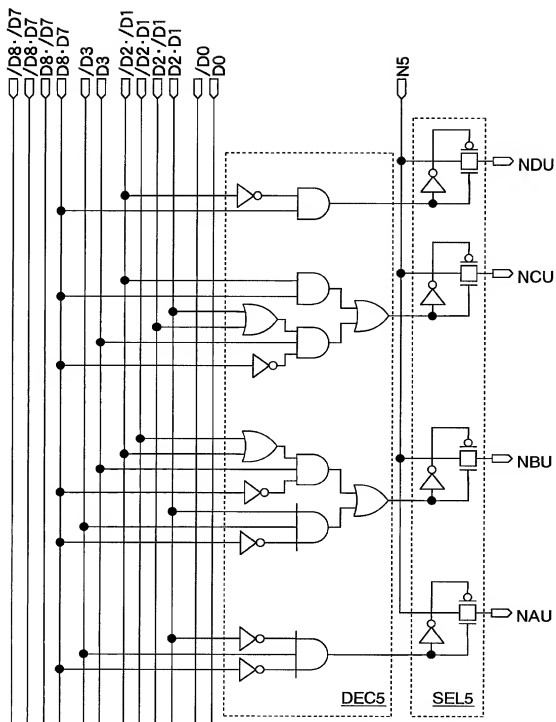 /D8·/D7
/D8·D7
D8·/D7
D8·D7
/D3
D3
/D2·/D1
/D2·D1
D2·/D1
D2·D1
/D0
D0
N5
NDU
NCU
NBU
NAU
DEC5
SEL5